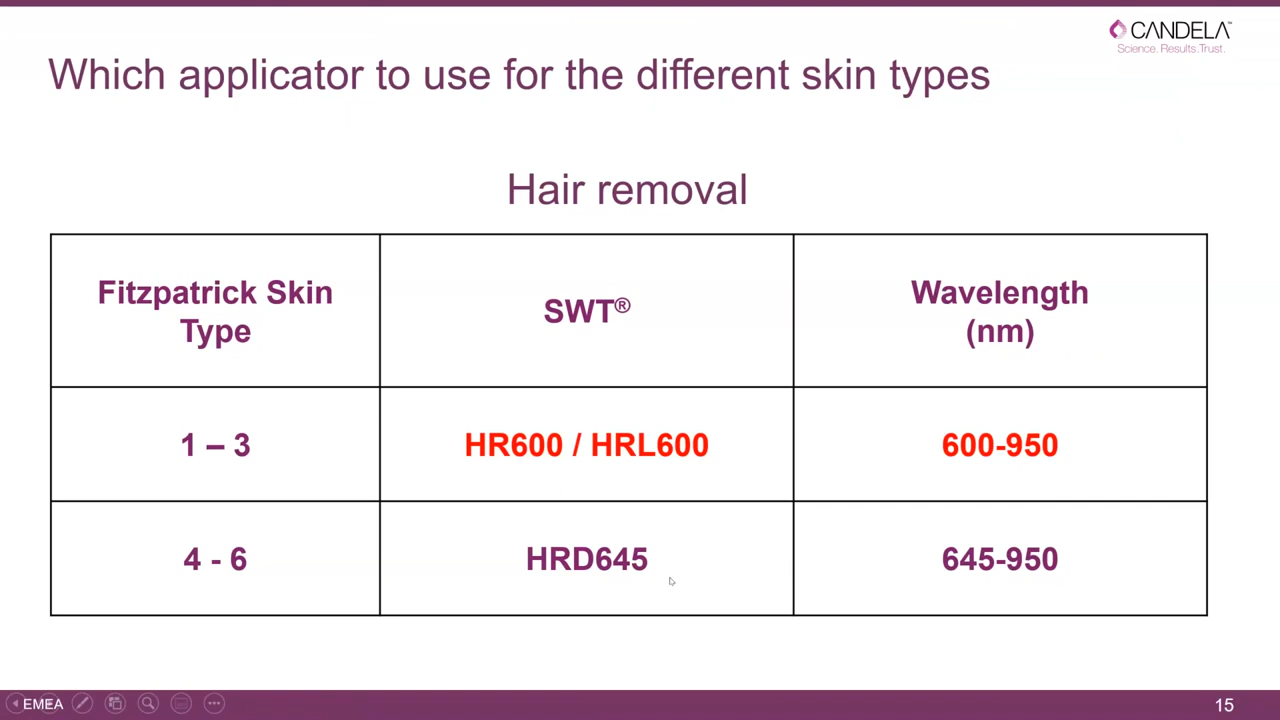 CANDELA™
Science. Results.Trust.
Which applicator to use for the different skin types
Hair removal
Fitzpatrick Skin
Type
SWT®
Wavelength
(nm)
1 – 3
HR600 / HRL600
600-950
4 - 6
HRD645
645-950
EMEA
15